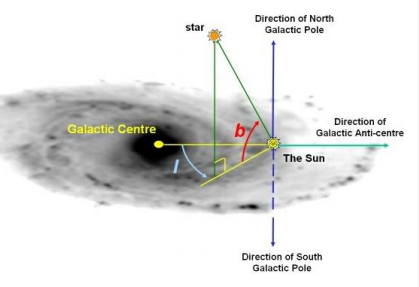 Direction of North
Galactic Pole
star
Direction of
Galactic Anti-centre
Galactic Centre
b
The Sun
l
Direction of South
Galactic Pole